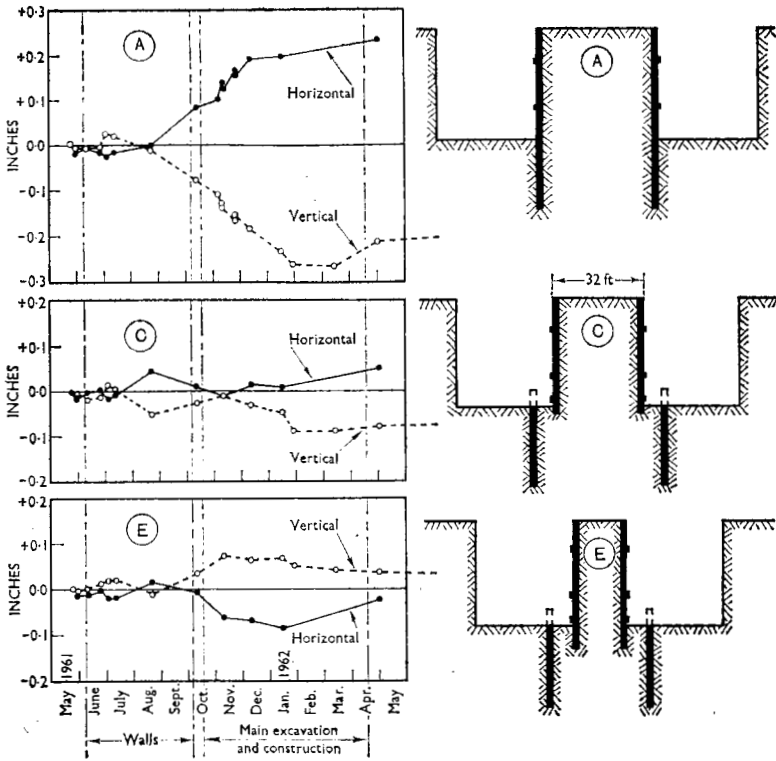 +0·3
+0·2
+0·1
0·0
-0·1
-0·2
-0·3
INCHES
A
Horizontal
Vertical
A
+0·2
+0·1
0·0
-0·1
-0·2
INCHES
C
Horizontal
Vertical
32 ft
C
+0·2
+0·1
0·0
-0·1
-0·2
INCHES
E
Vertical
Horizontal
E
1961
1962
May
June
July
Aug.
Sept.
Oct.
Nov.
Dec.
Jan.
Feb.
Mar.
Apr.
May
Walls
Main excavation
and construction